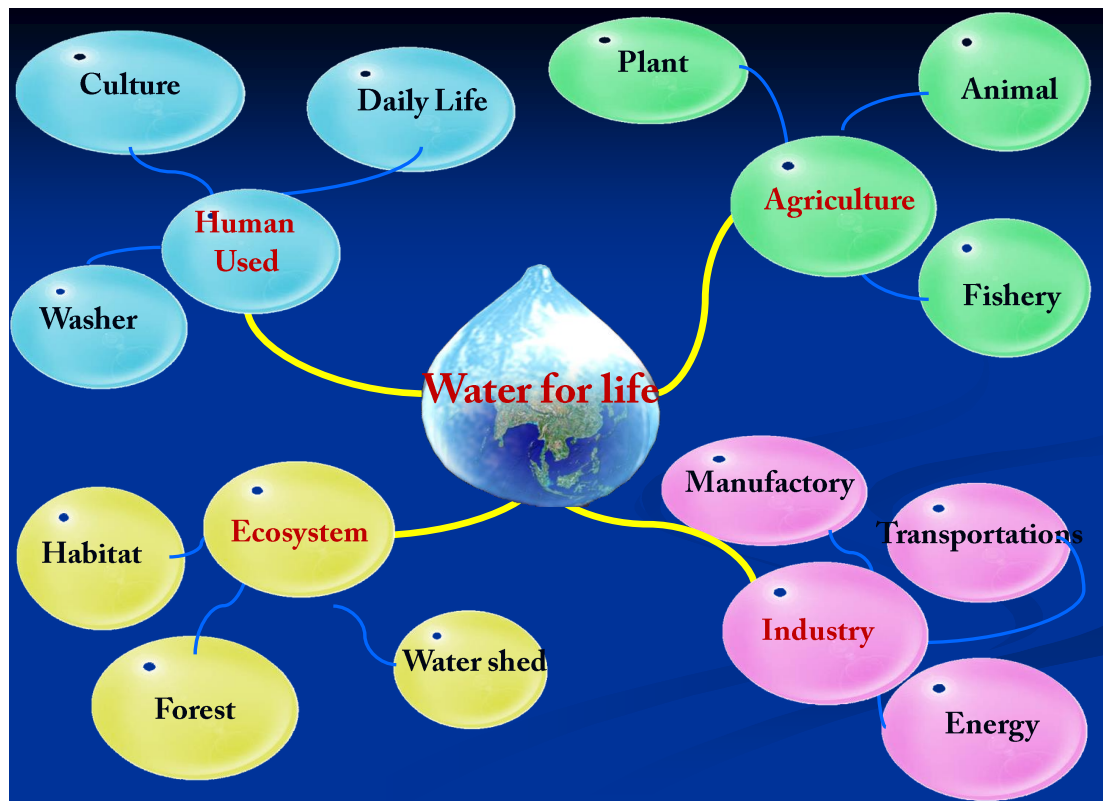 Culture
Daily Life
Human
Used
Washer
Plant
Animal
Agriculture
Fishery
Water for life
Habitat
Ecosystem
Forest
Water shed
Manufactory
Transportations
Industry
Energy